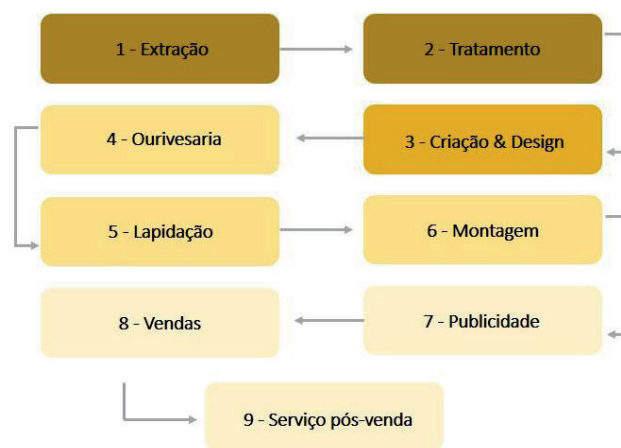 1 - Extração
2 - Tratamento
3 - Criação & Design
4 - Ourivesaria
5 - Lapidação
6 - Montagem
7 - Publicidade
8 - Vendas
9 - Serviço pós-venda